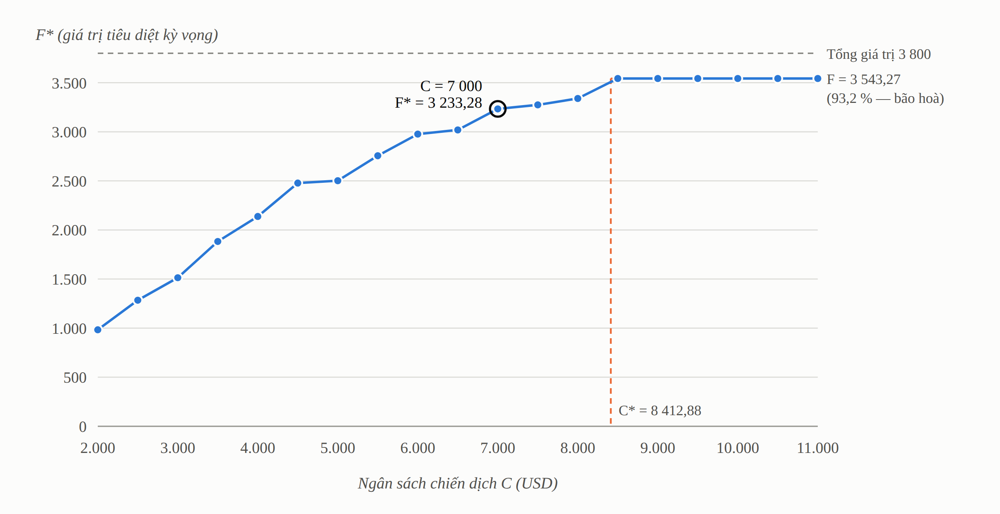 F* (giá trị tiêu diệt kỳ vọng)
Tổng giá trị 3 800
F = 3 543,27
(93,2 % — bão hoà)
C = 7 000
F* = 3 233,28
3.500
3.000
2.500
2.000
1.500
1.000
500
0
C* = 8 412,88
2.000 3.000 4.000 5.000 6.000 7.000 8.000 9.000 10.000 11.000
Ngân sách chiến dịch C (USD)